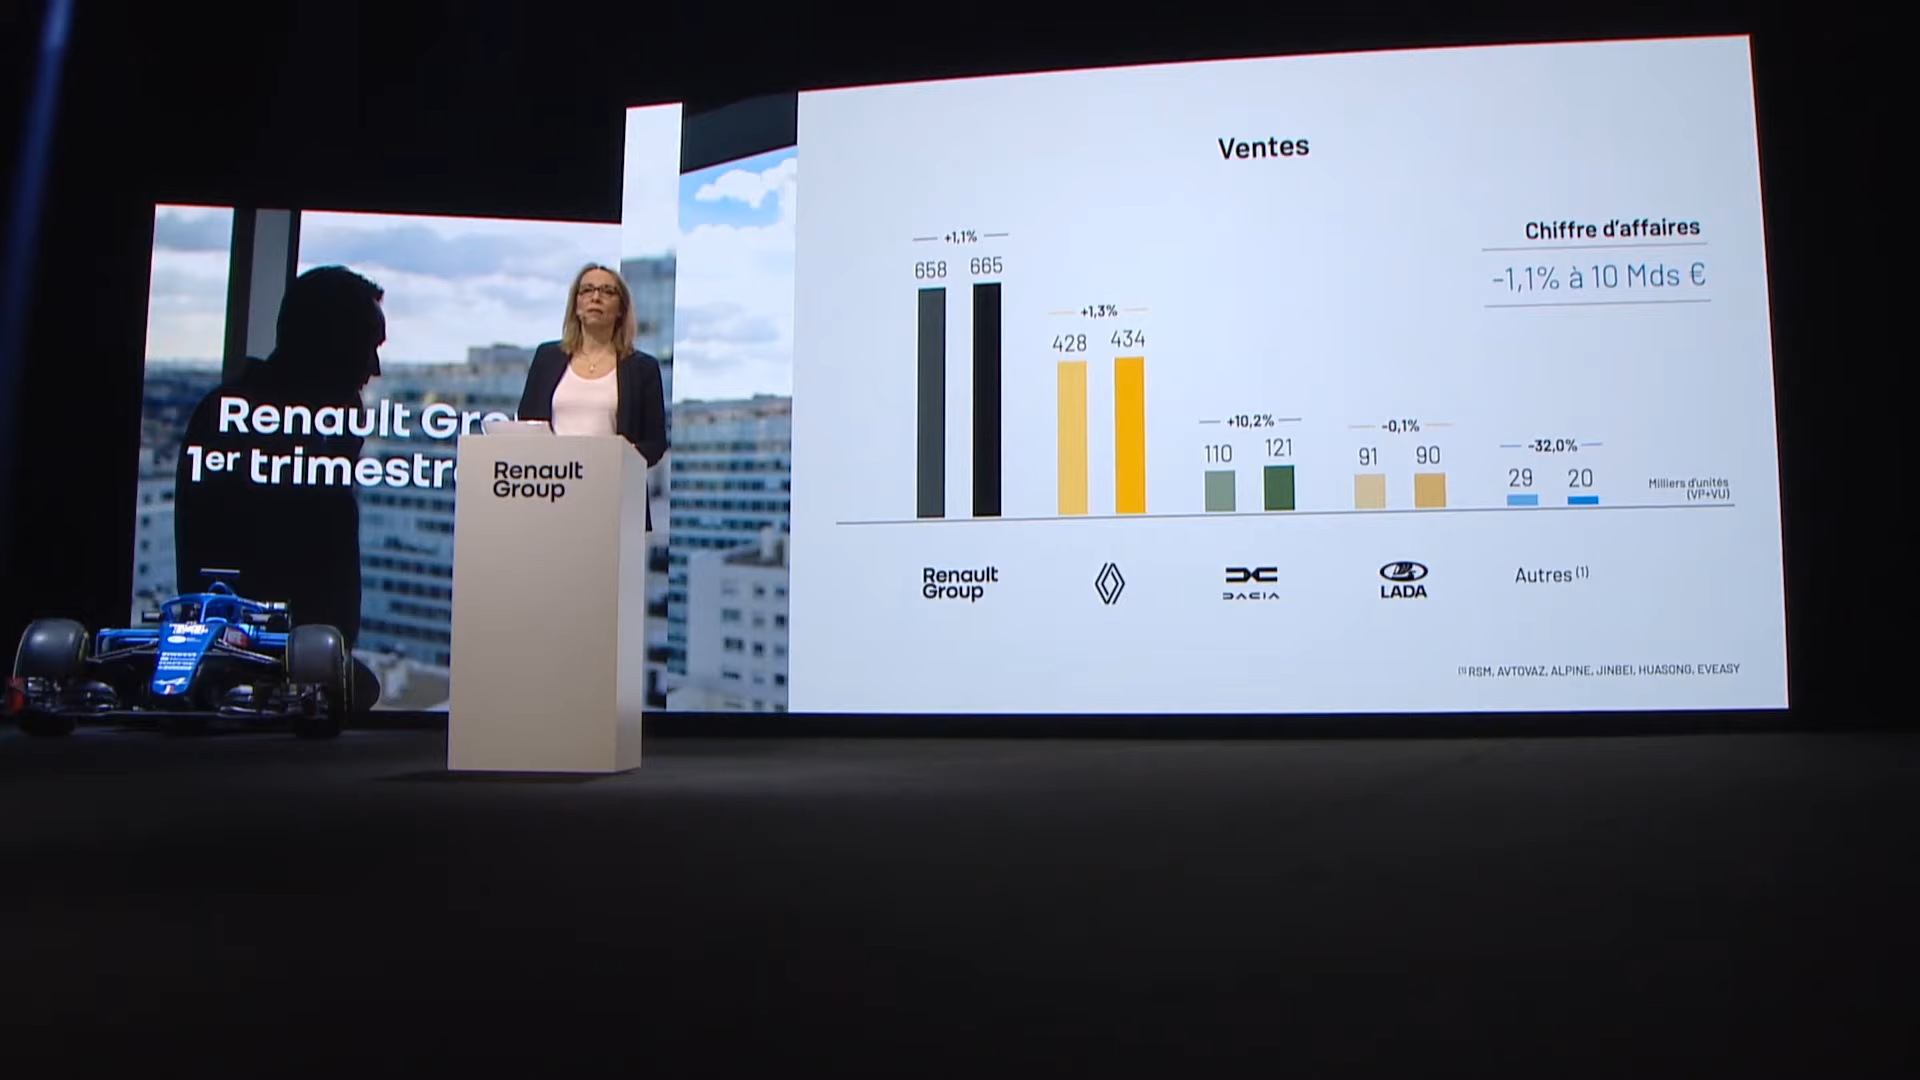 Renault Gro
1er trimestre
Renault
Group
Ventes
Chiffre d'affaires
-1,1% à 10 Mds €
+1,1%
658 665
+1,3%
428 434
+10,2%
110 121
-0,1%
91 90
-32,0%
29 20
Milliers d'unités
(VP+VU)
Renault
Group
DACIA
LADA
Autres (1)
(1) RSM, AVTOVAZ, ALPINE, JINBEI, HUASONG, EVEASY